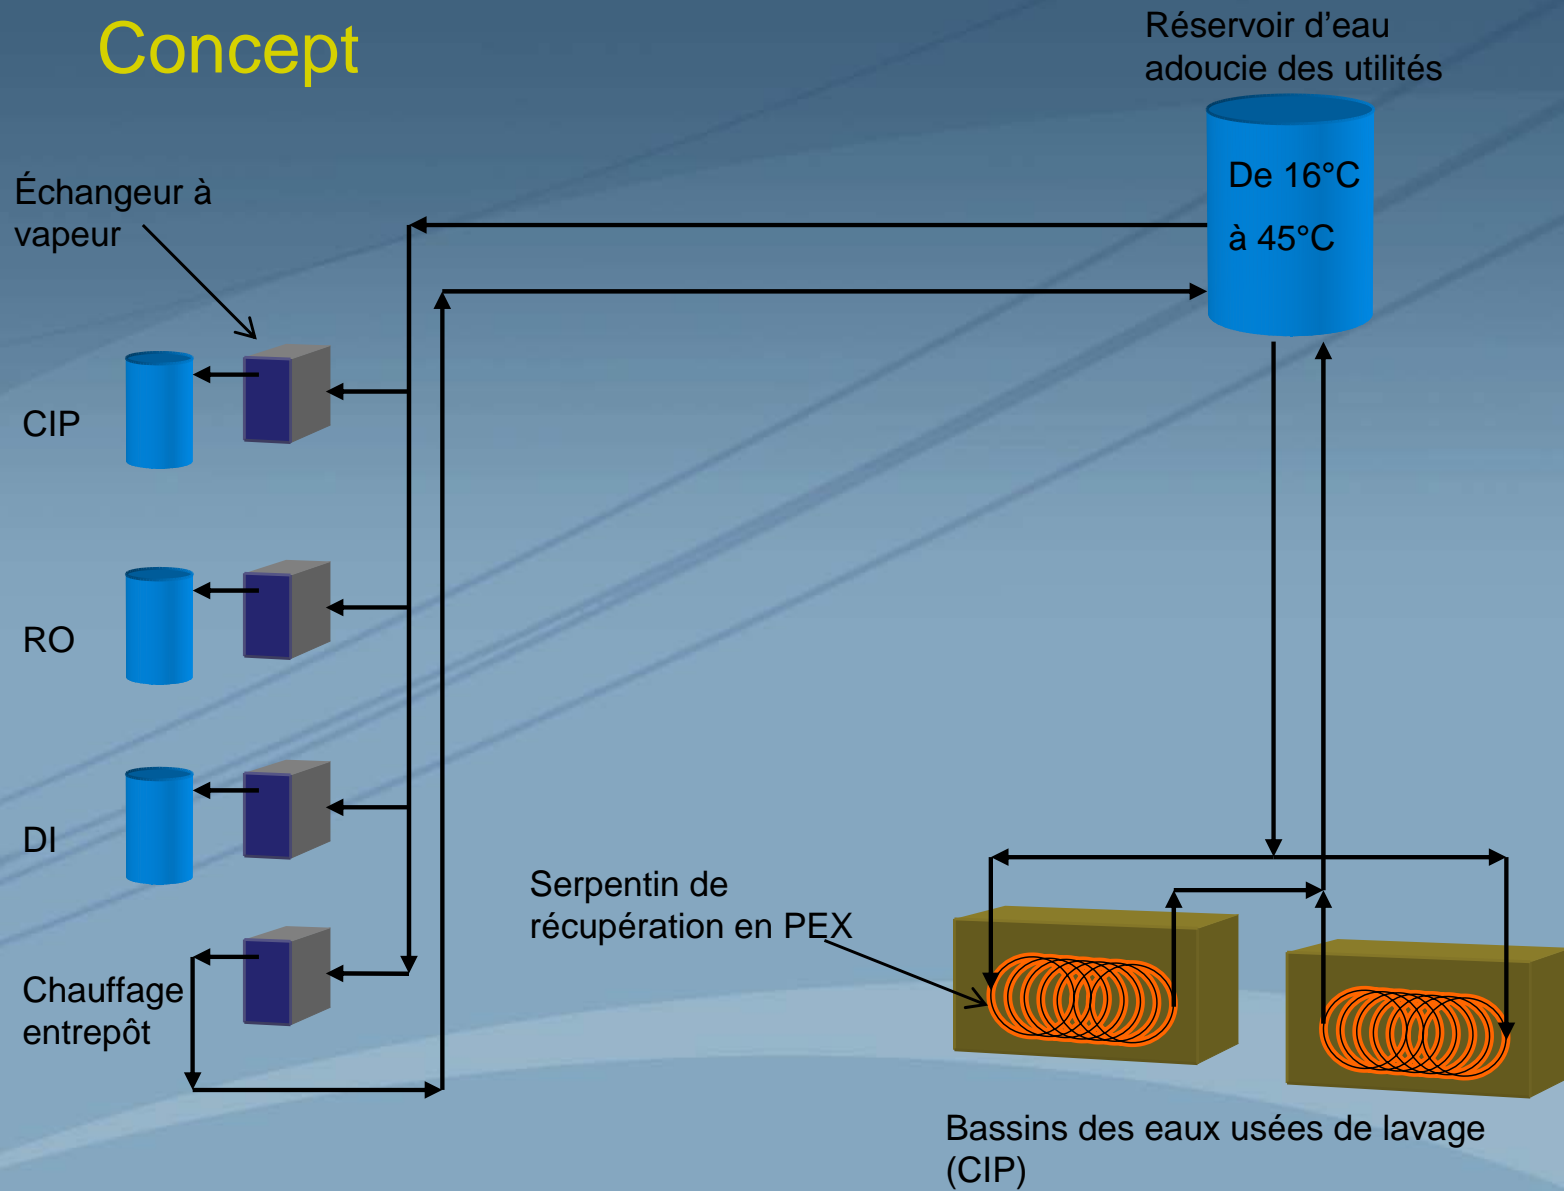 Concept
Réservoir d'eau
adoucie des utilités
De 16°C
à 45°C
Échangeur à
vapeur
CIP
RO
DI
Chauffage
entrepôt
Serpentin de
récupération en PEX
Bassins des eaux usées de lavage
(CIP)